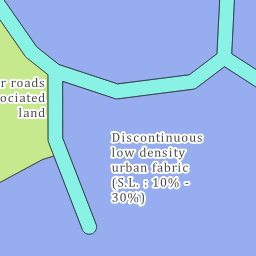 r roads
ociated
land
Discontinuous
low density
urban fabric
(S.L. : 10% -
30%)